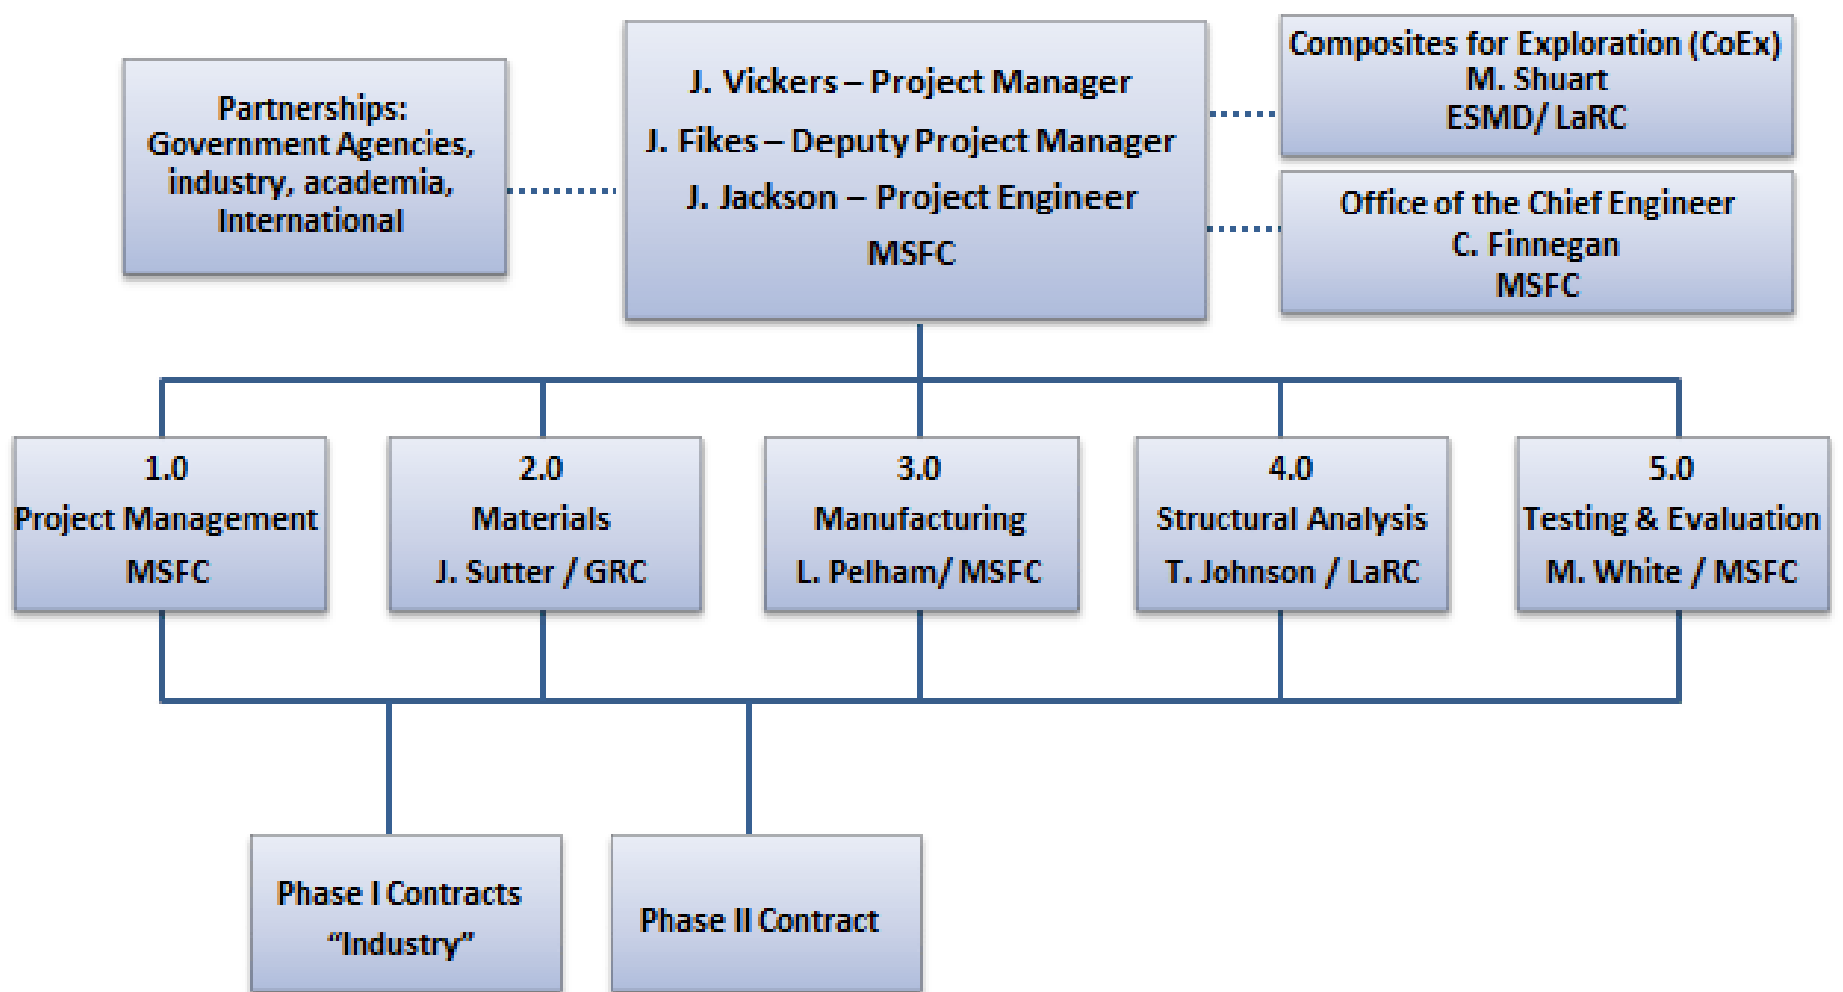 Partnerships:
Government Agencies,
industry, academia,
International
J. Vickers – Project Manager
J. Fikes – Deputy Project Manager
J. Jackson – Project Engineer
MSFC
Composites for Exploration (CoEx)
M. Shuart
ESMD/ LaRC
Office of the Chief Engineer
C. Finnegan
MSFC
1.0
Project Management
MSFC
2.0
Materials
J. Sutter / GRC
3.0
Manufacturing
L. Pelham/ MSFC
4.0
Structural Analysis
T. Johnson / LaRC
5.0
Testing & Evaluation
M. White / MSFC
Phase I Contracts
“Industry”
Phase II Contract